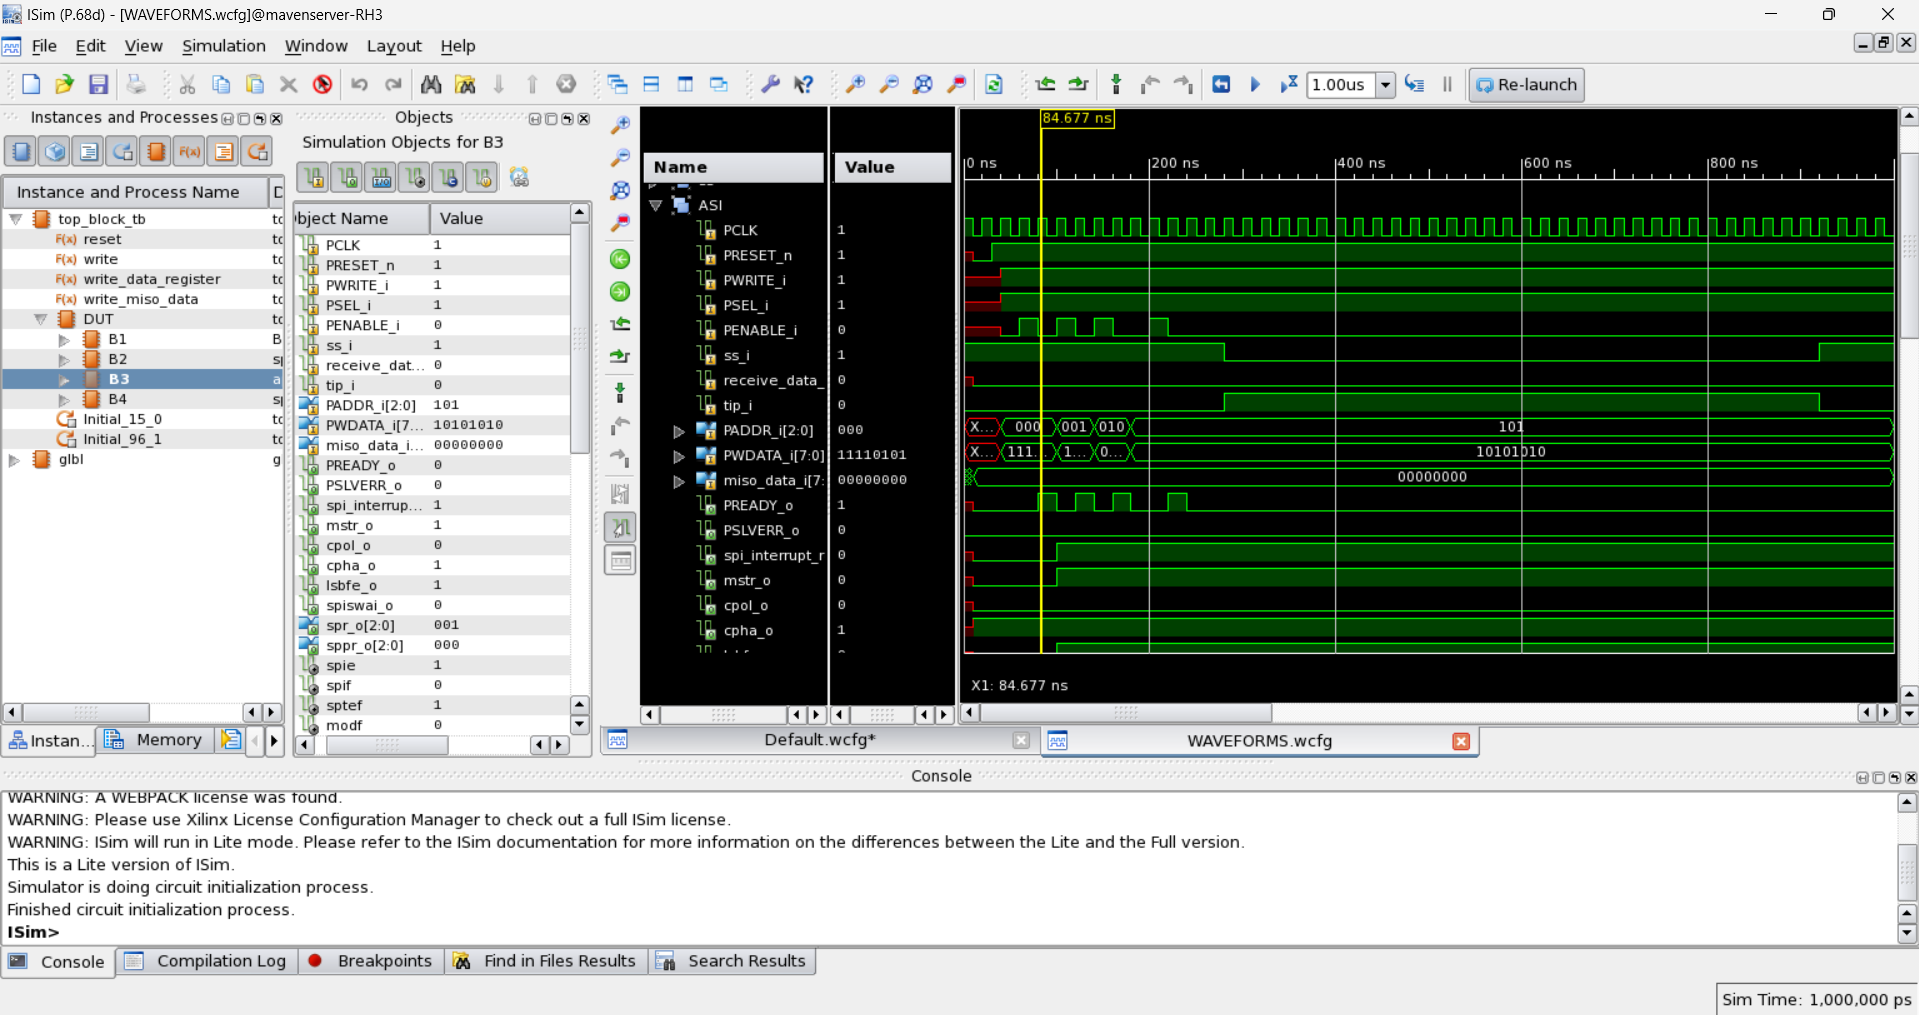 ISim (P.68d) - [WAVEFORMS.wcfg]@mavenserver-RH3
File Edit View Simulation Window Layout Help
1.00us Re-launch
Instances and Processes
Instance and Process Name D
top_block_tb to
F(x) reset to
F(x) write to
F(x) write_data_register to
F(x) write_miso_data to
DUT to
B1 B
B2 s
B3 a
B4 s
Initial_15_0 to
Initial_96_1 to
glbl g
Instan... Memory
Objects
Simulation Objects for B3
bject Name Value
PCLK 1
PRESET_n 1
PWRITE_i 1
PSEL_i 1
PENABLE_i 0
ss_i 1
receive_dat... 0
tip_i 0
PADDR_i[2:0] 101
PWDATA_i[7... 10101010
miso_data_i... 00000000
PREADY_o 0
PSLVERR_o 0
spi_interrup... 1
mstr_o 1
cpol_o 0
cpha_o 1
lsbfe_o 1
spiswai_o 0
spr_o[2:0] 001
sppr_o[2:0] 000
spie 1
spif 0
sptef 1
modf 0
Name Value
ASI
PCLK 1
PRESET_n 1
PWRITE_i 1
PSEL_i 1
PENABLE_i 0
ss_i 1
receive_data_ 0
tip_i 0
PADDR_i[2:0] 000
PWDATA_i[7:0] 11110101
miso_data_i[7: 00000000
PREADY_o 1
PSLVERR_o 0
spi_interrupt_r 0
mstr_o 0
cpol_o 0
cpha_o 1
84.677 ns
0 ns 200 ns 400 ns 600 ns 800 ns
X... 000 001 010 101
X... 111... 1... 0... 10101010
00000000
X1: 84.677 ns
Default.wcfg* WAVEFORMS.wcfg
Console
WARNING: A WEBPACK license was found.
WARNING: Please use Xilinx License Configuration Manager to check out a full ISim license.
WARNING: ISim will run in Lite mode. Please refer to the ISim documentation for more information on the differences between the Lite and the Full version.
This is a Lite version of ISim.
Simulator is doing circuit initialization process.
Finished circuit initialization process.
ISim>
Console Compilation Log Breakpoints Find in Files Results Search Results
Sim Time: 1,000,000 ps